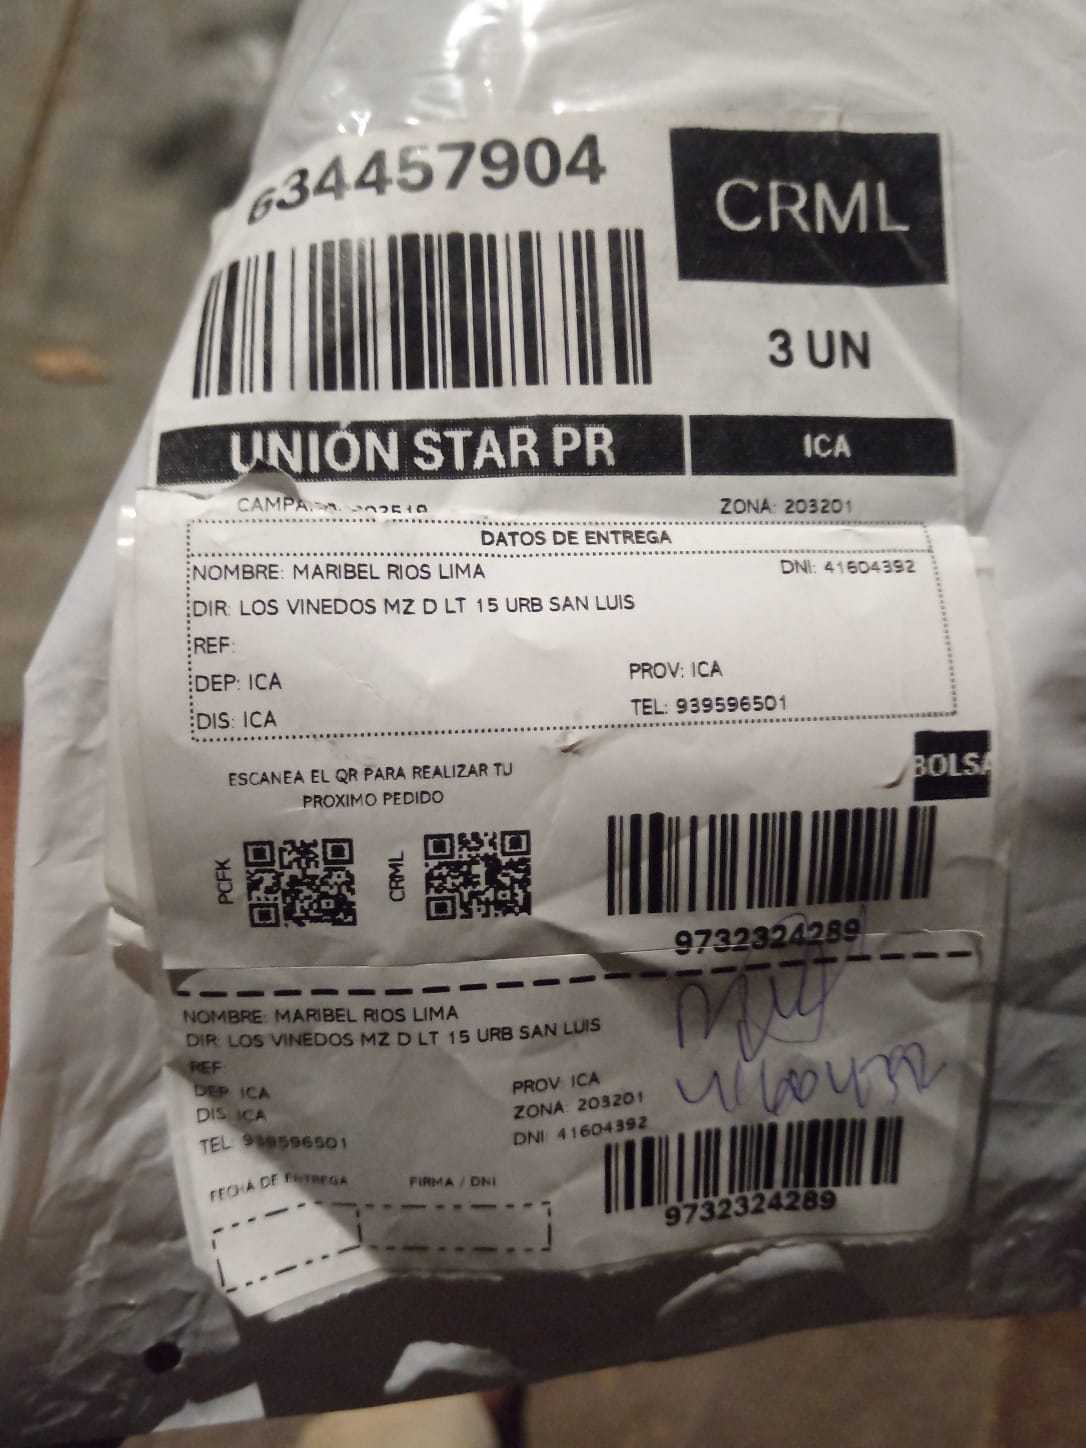 634457904
CRML
3 UN
UNIÓN STAR PR
ICA
ZONA: 203201
DATOS DE ENTREGA
NOMBRE: MARIBEL RIOS LIMA DNI: 41604392
DIR: LOS VINEDOS MZ D LT 15 URB SAN LUIS
REF:
DEP: ICA PROV: ICA
DIS: ICA TEL: 939596501
ESCANEA EL QR PARA REALIZAR TU
PROXIMO PEDIDO
BOLSA
PCFK
CRML
9732324289
NOMBRE: MARIBEL RIOS LIMA
DIR: LOS VINEDOS MZ D LT 15 URB SAN LUIS
REF:
DEP: ICA PROV: ICA
DIS: ICA ZONA: 203201
TEL: 939596501 DNI: 41604392
41604392
FECHA DE ENTREGA FIRMA / DNI
9732324289